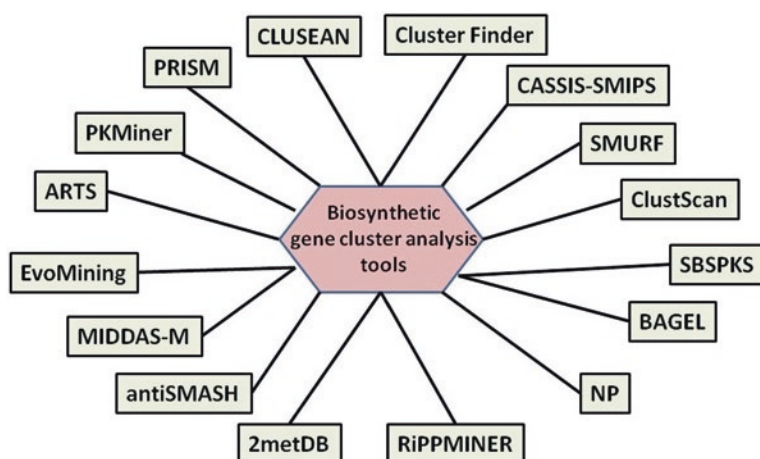 CLUSEAN
Cluster Finder
PRISM
CASSIS-SMIPS
PKMiner
SMURF
ARTS
ClustScan
Biosynthetic
gene cluster analysis
tools
EvoMining
SBSPKS
MIDDAS-M
BAGEL
antiSMASH
NP
2metDB
RiPPMINER